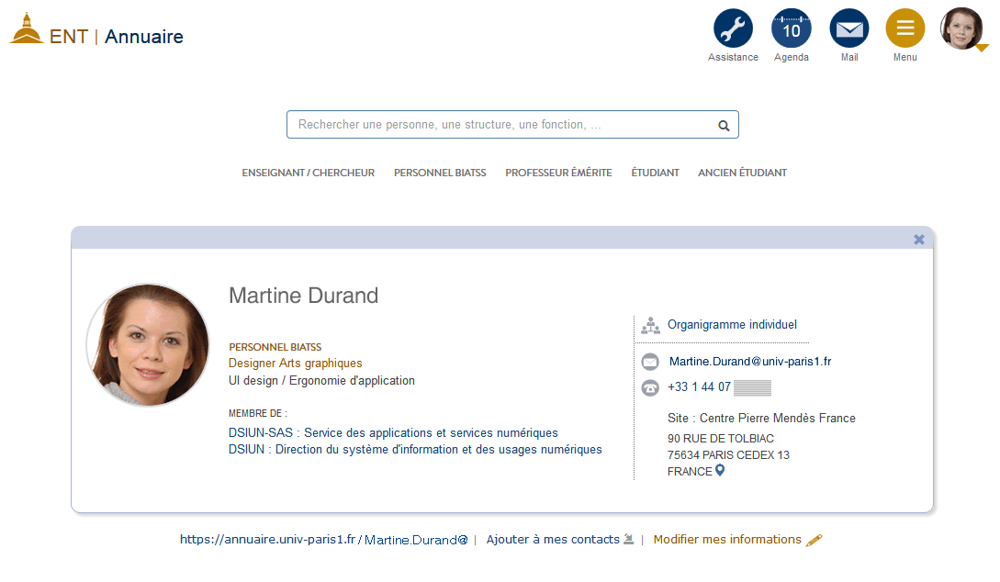 ENT | Annuaire
10
Assistance Agenda Mail Menu
Rechercher une personne, une structure, une fonction, ...
ENSEIGNANT / CHERCHEUR PERSONNEL BIATSS PROFESSEUR ÉMÉRITE ÉTUDIANT ANCIEN ÉTUDIANT
Martine Durand
PERSONNEL BIATSS
Designer Arts graphiques
UI design / Ergonomie d'application
MEMBRE DE :
DSIUN-SAS : Service des applications et services numériques
DSIUN : Direction du système d'information et des usages numériques
Organigramme individuel
Martine.Durand@univ-paris1.fr
+33 1 44 07
Site : Centre Pierre Mendès France
90 RUE DE TOLBIAC
75634 PARIS CEDEX 13
FRANCE
https://annuaire.univ-paris1.fr/Martine.Durand@ | Ajouter à mes contacts | Modifier mes informations